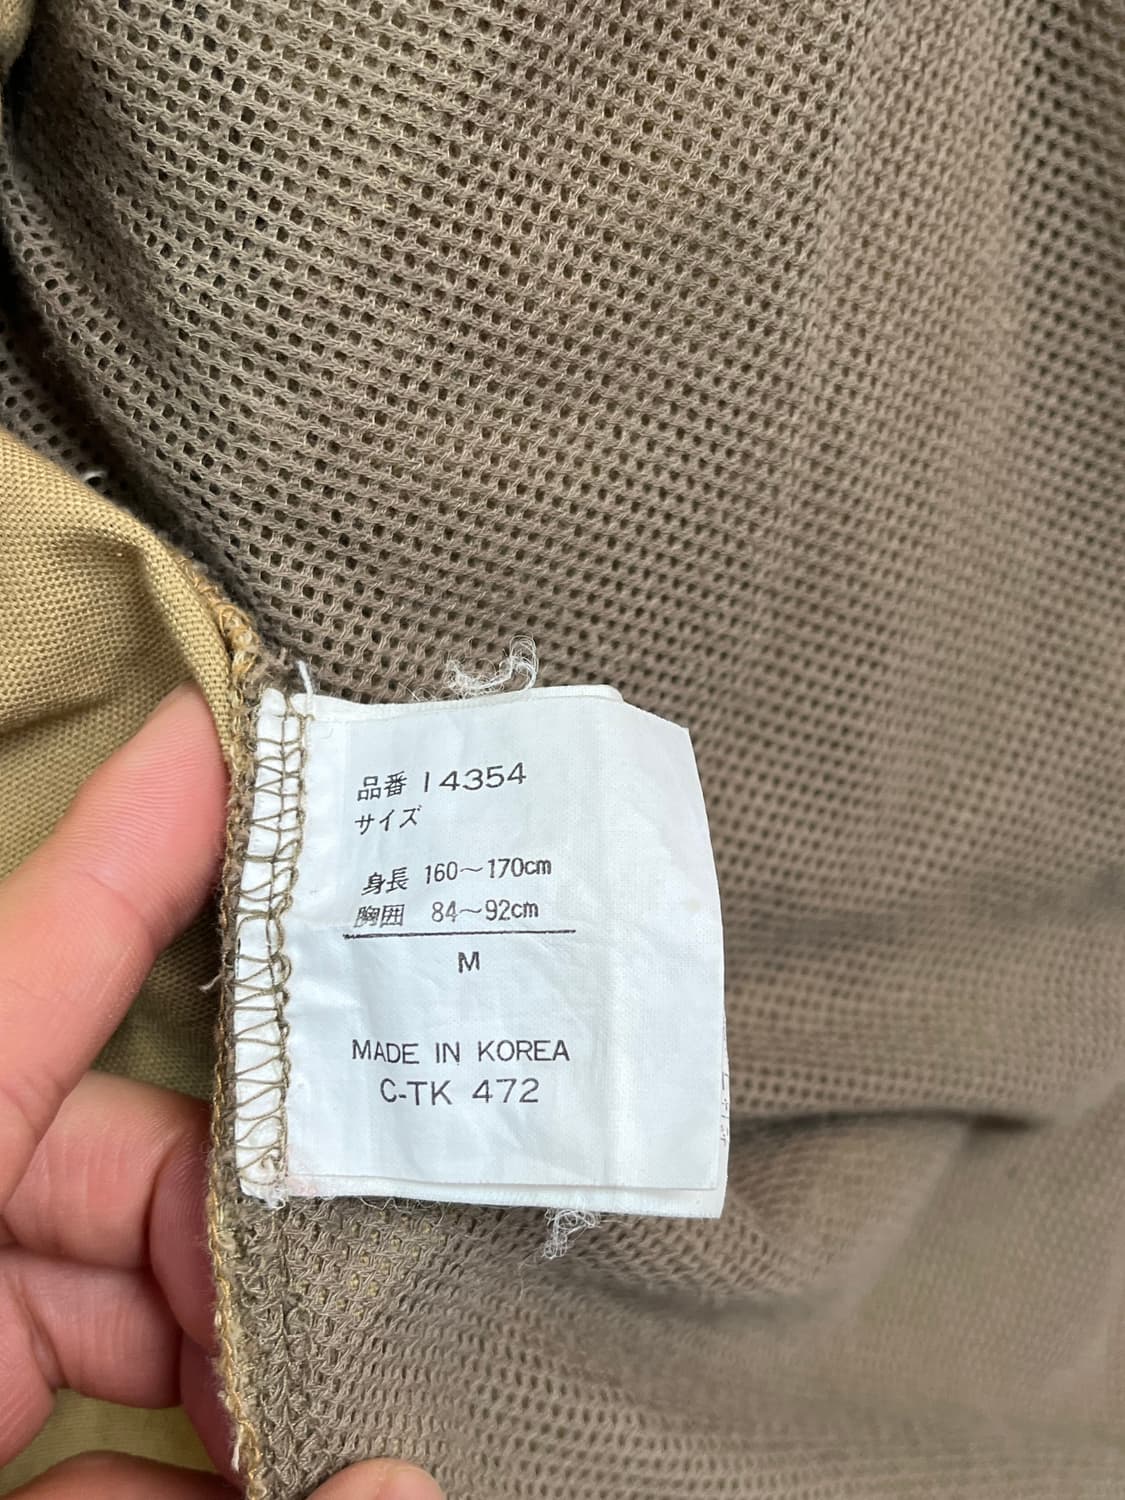 品番 14354
サイズ
身長 160～170cm
胸囲 84～92cm
M
MADE IN KOREA
C-TK 472